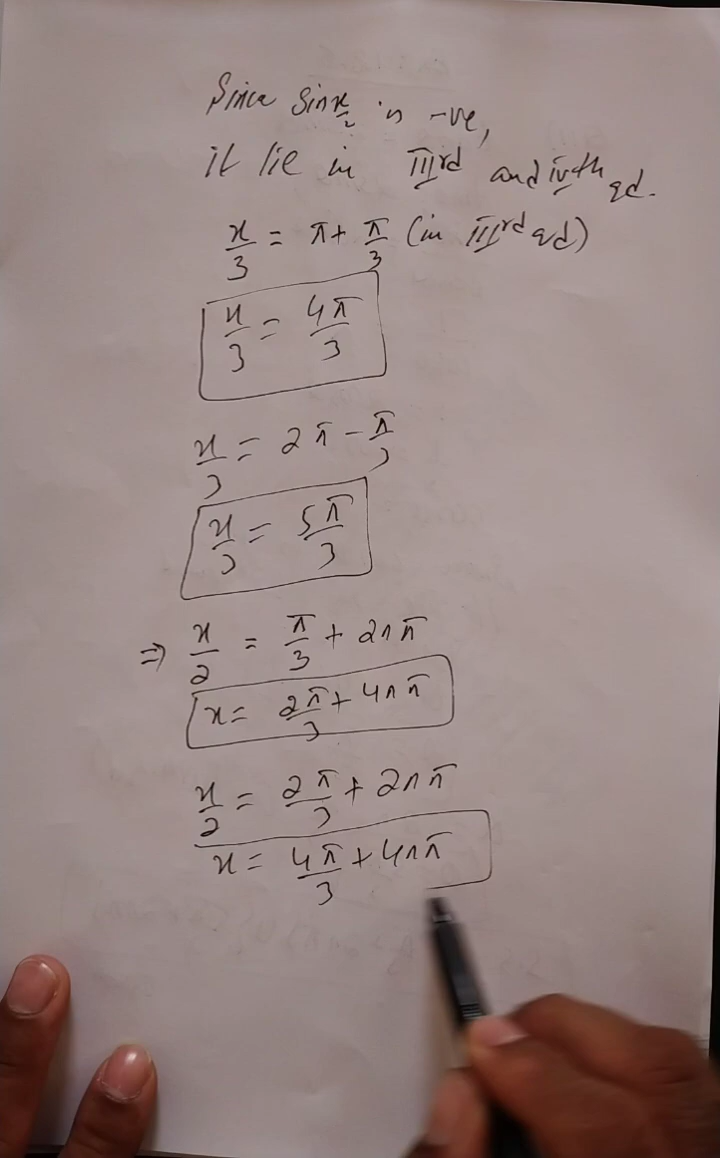 Since sin x/2 is -ve,
it lie in IIIrd and ivth qd.
x/3 = π + π/3 (in IIIrd qd)
x/3 = 4π/3
x/3 = 2π - π/3
x/3 = 5π/3
⇒ x/2 = π/3 + 2nπ
x = 2π/3 + 4nπ
x/2 = 2π/3 + 2nπ
x = 4π/3 + 4nπ